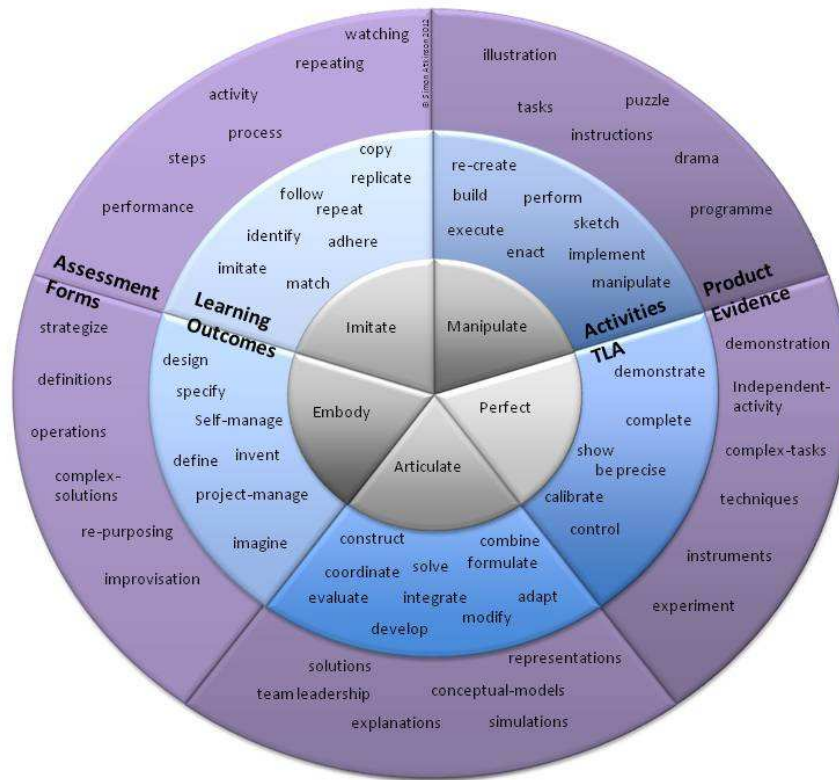 watching
repeating
activity
process
steps
performance
© Simon Atkinson 2012
illustration
tasks
puzzle
instructions
drama
programme
copy
replicate
follow
repeat
identify
adhere
imitate
match
re-create
build
perform
sketch
execute
enact
implement
manipulate
Imitate
Manipulate
Embody
Perfect
Articulate
Assessment
Forms
Learning
Outcomes
Activities
TLA
Product
Evidence
strategize
definitions
operations
complex-
solutions
re-purposing
improvisation
design
specify
Self-manage
define
invent
project-manage
imagine
demonstrate
complete
show
be precise
calibrate
control
demonstration
Independent-
activity
complex-tasks
techniques
instruments
experiment
construct
combine
coordinate
solve
formulate
evaluate
integrate
adapt
develop
modify
solutions
representations
team leadership
conceptual-models
explanations
simulations